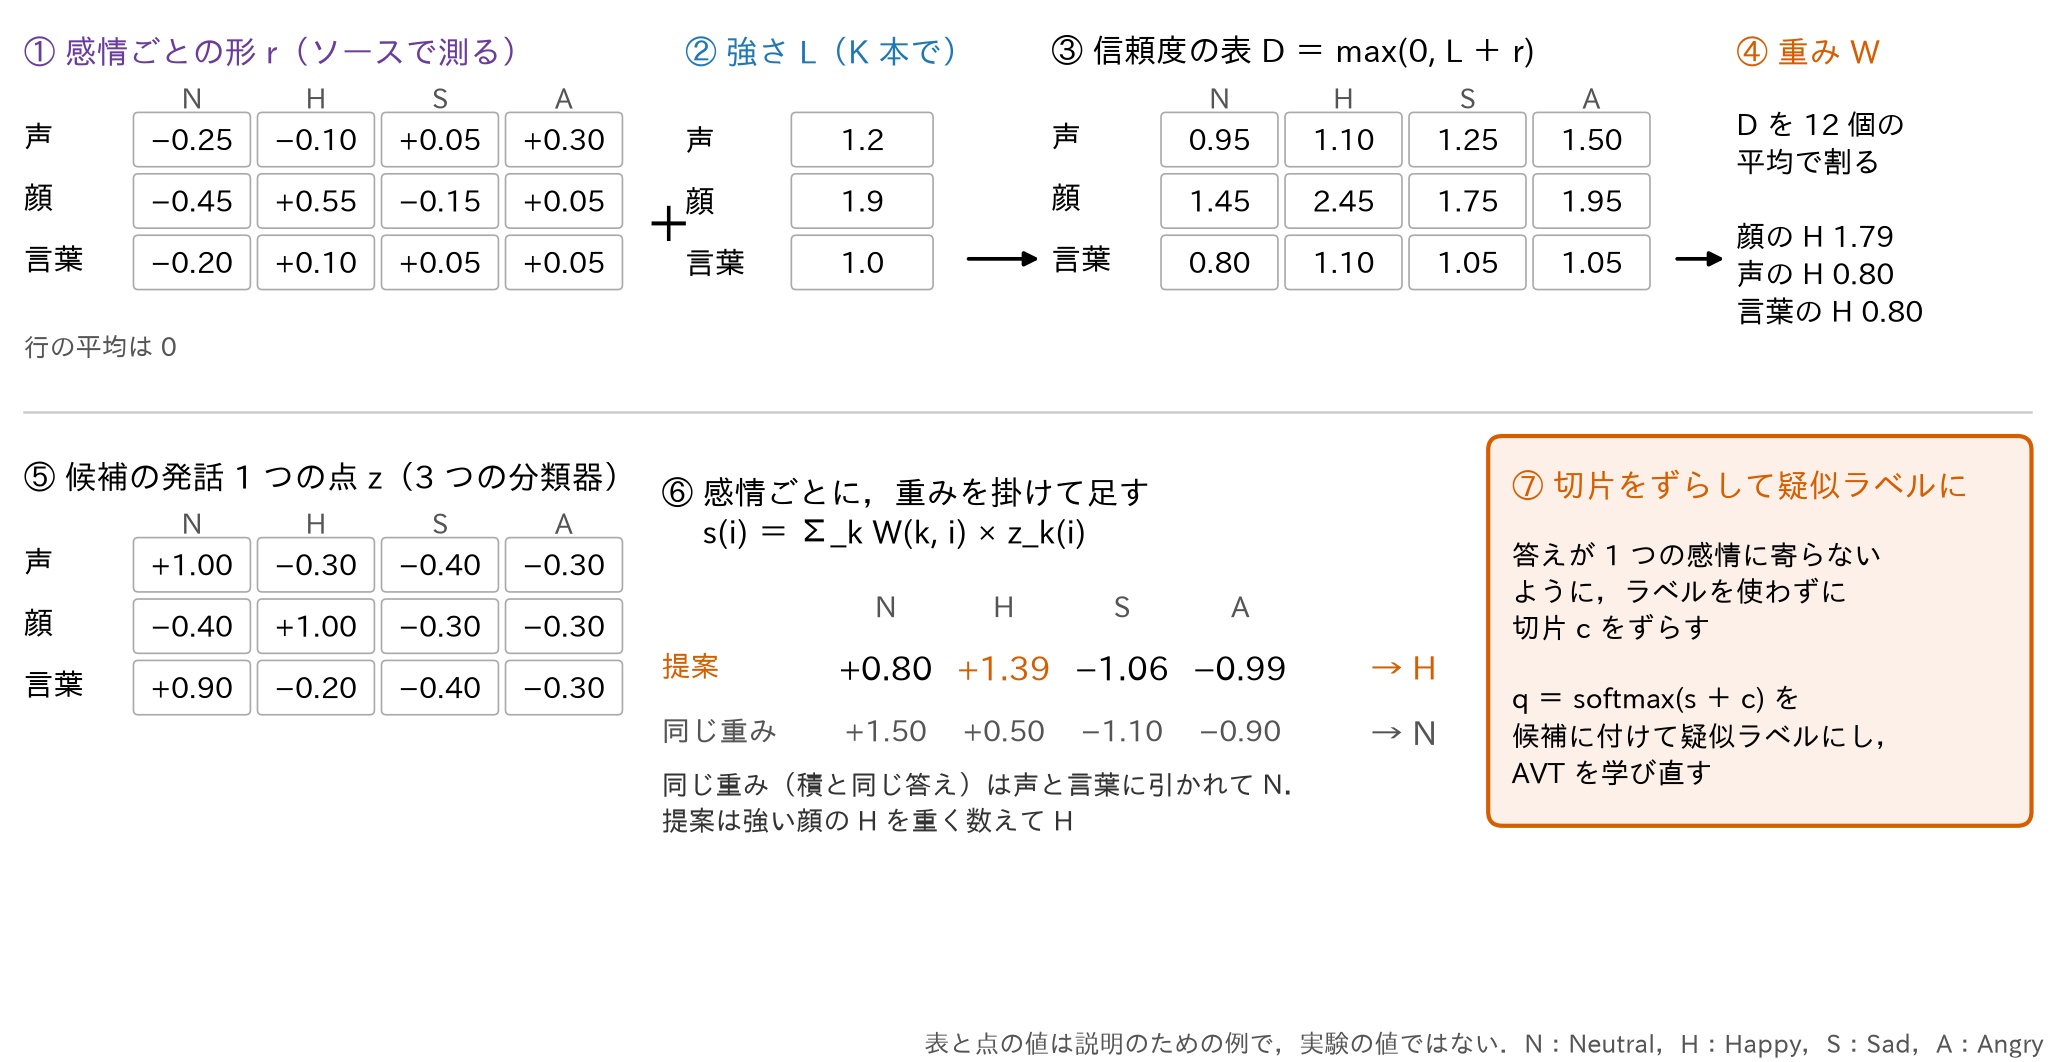 ① 感情ごとの形 r（ソースで測る）
N H S A
声 −0.25 −0.10 +0.05 +0.30
顔 −0.45 +0.55 −0.15 +0.05
言葉 −0.20 +0.10 +0.05 +0.05
行の平均は 0
+
② 強さ L（K 本で）
声 1.2
顔 1.9
言葉 1.0
③ 信頼度の表 D = max(0, L + r)
N H S A
声 0.95 1.10 1.25 1.50
顔 1.45 2.45 1.75 1.95
言葉 0.80 1.10 1.05 1.05
④ 重み W
D を 12 個の
平均で割る
顔の H 1.79
声の H 0.80
言葉の H 0.80
⑤ 候補の発話 1 つの点 z（3 つの分類器）
N H S A
声 +1.00 −0.30 −0.40 −0.30
顔 −0.40 +1.00 −0.30 −0.30
言葉 +0.90 −0.20 −0.40 −0.30
⑥ 感情ごとに，重みを掛けて足す
s(i) = Σ_k W(k, i) × z_k(i)
N H S A
提案 +0.80 +1.39 −1.06 −0.99 → H
同じ重み +1.50 +0.50 −1.10 −0.90 → N
同じ重み（積と同じ答え）は声と言葉に引かれて N．
提案は強い顔の H を重く数えて H
⑦ 切片をずらして疑似ラベルに
答えが 1 つの感情に寄らない
ように，ラベルを使わずに
切片 c をずらす
q = softmax(s + c) を
候補に付けて疑似ラベルにし，
AVT を学び直す
表と点の値は説明のための例で，実験の値ではない．N：Neutral，H：Happy，S：Sad，A：Angry